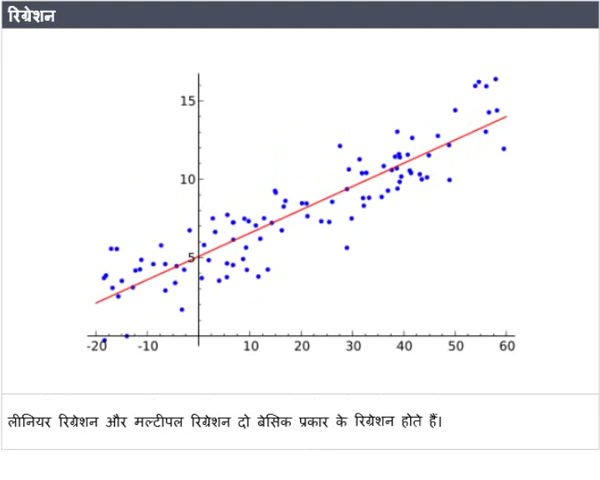 रिग्रेशन
15
10
5
-20 -10 10 20 30 40 50 60
लीनियर रिग्रेशन और मल्टीपल रिग्रेशन दो बेसिक प्रकार के रिग्रेशन होते हैं।